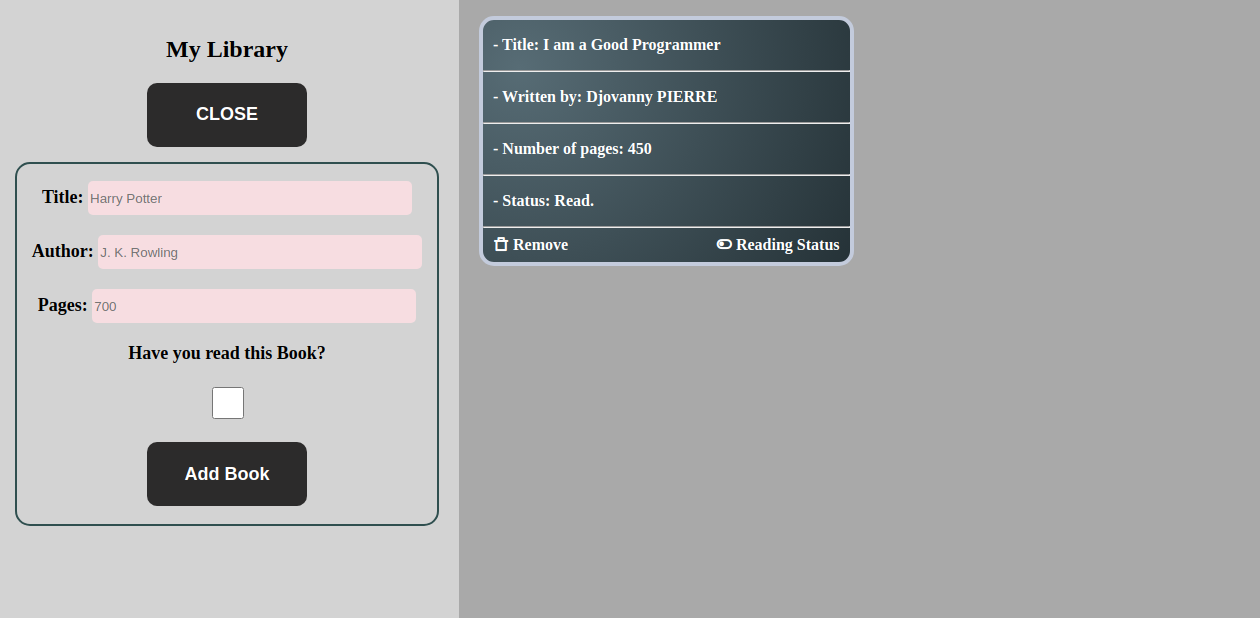 My Library
CLOSE
Title: Harry Potter
Author: J. K. Rowling
Pages: 700
Have you read this Book?
Add Book
- Title: I am a Good Programmer
- Written by: Djovanny PIERRE
- Number of pages: 450
- Status: Read.
Remove Reading Status